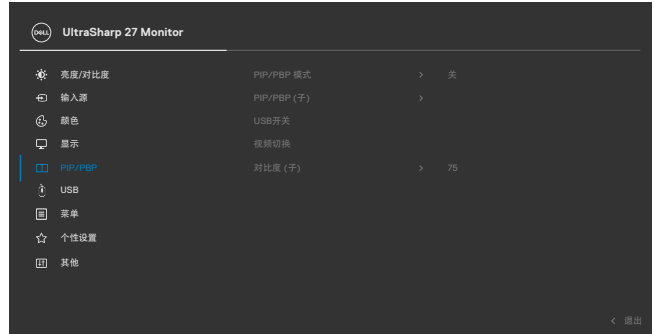 DELL UltraSharp 27 Monitor
亮度/对比度 PIP/PBP 模式 关
输入源 PIP/PBP (子)
颜色 USB开关
显示 视频切换
PIP/PBP 对比度 (子) 75
USB
菜单
个性设置
其他
退出